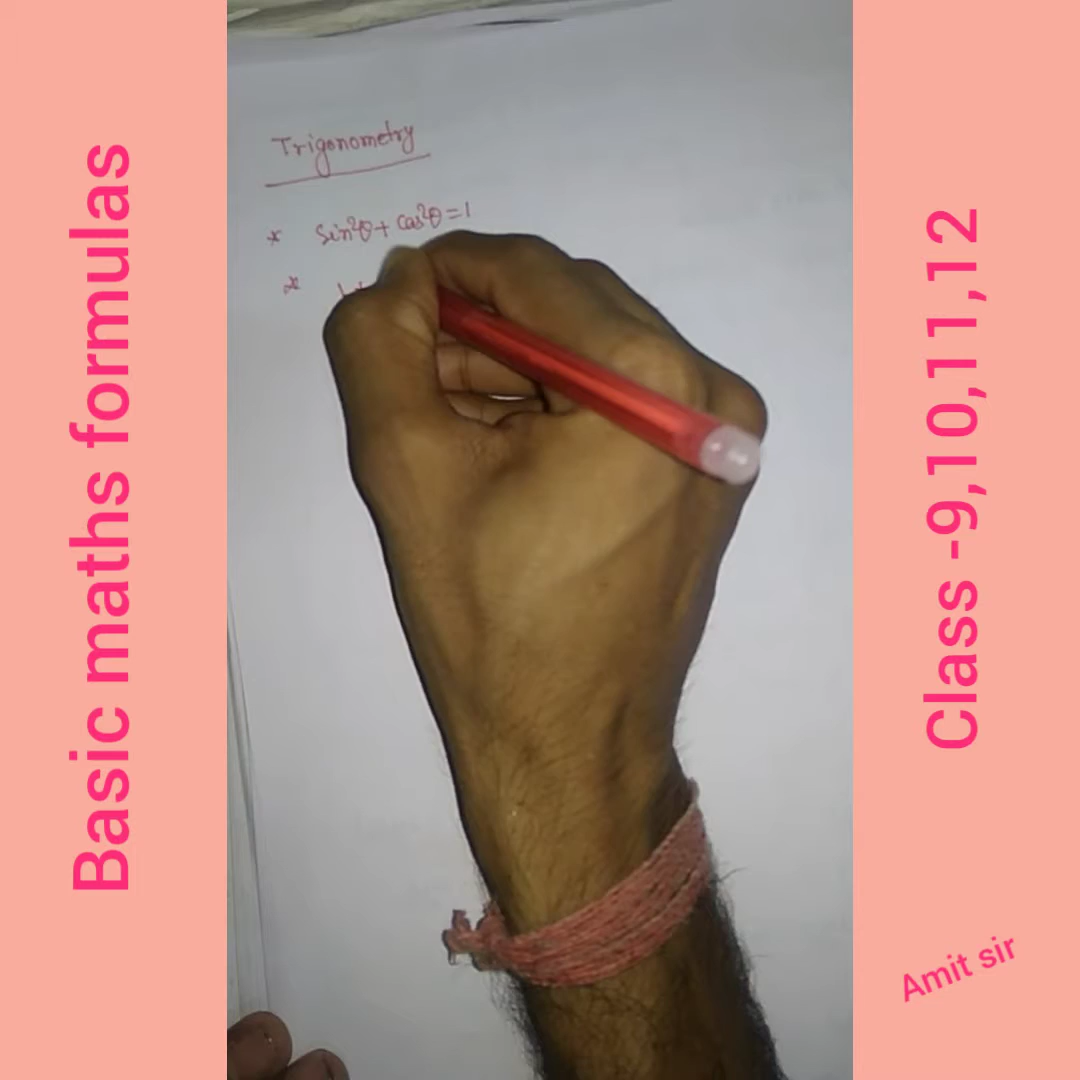 Basic maths formulas
Trigonometry
* sin²θ + cos²θ = 1
*
Class -9,10,11,12
Amit sir